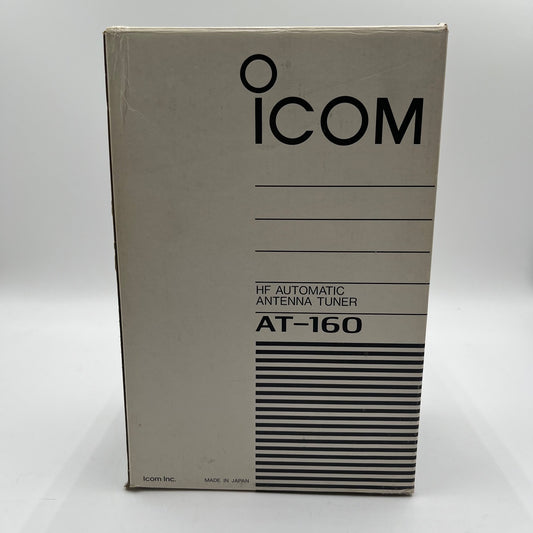 ICOM
HF AUTOMATIC
ANTENNA TUNER
AT-160
Icom Inc.
MADE IN JAPAN